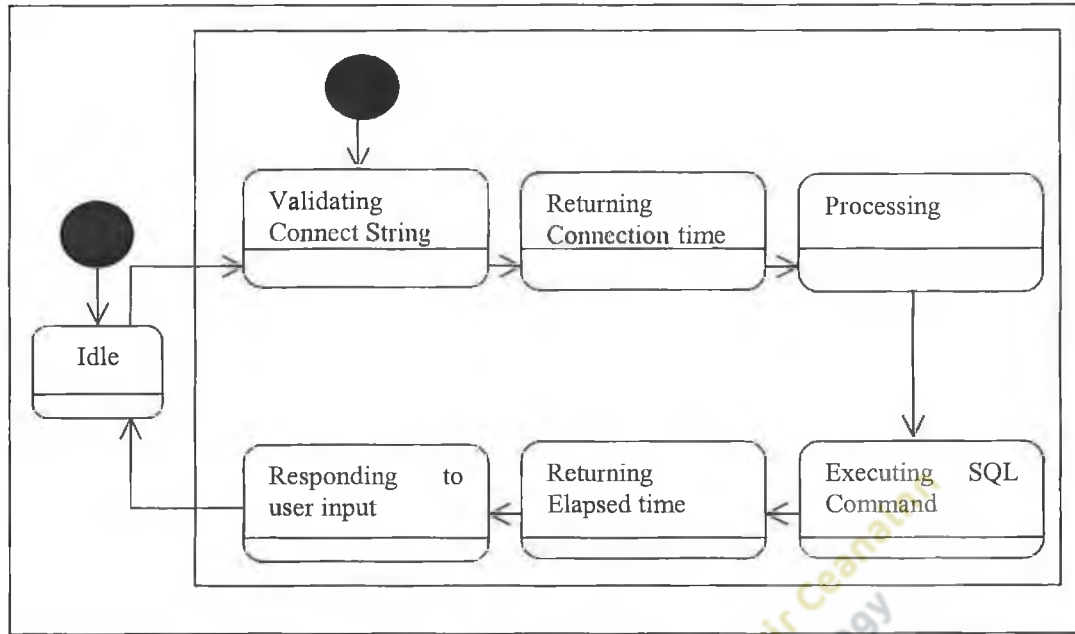 Validating
Connect String
Returning
Connection time
Processing
Idle
Responding to
user input
Returning
Elapsed time
Executing SQL
Command